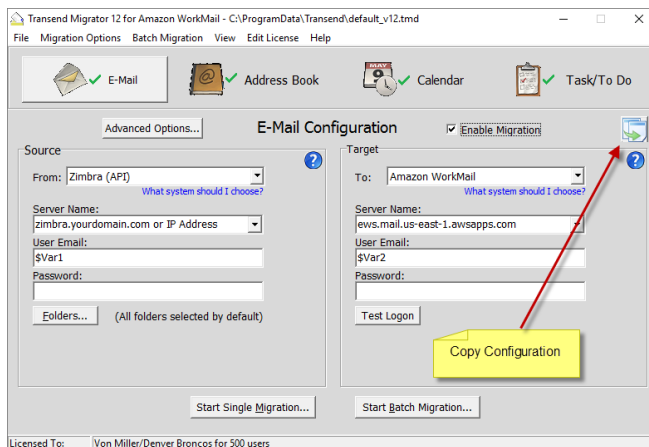 Transend Migrator 12 for Amazon WorkMail - C:\ProgramData\Transend\default_v12.tmd
File Migration Options Batch Migration View Edit License Help
E-Mail Address Book Calendar Task/To Do
MAY
Advanced Options... E-Mail Configuration Enable Migration
Source
From: Zimbra (API)
What system should I choose?
Server Name:
zimbra.yourdomain.com or IP Address
User Email:
$Var1
Password:
Folders... (All folders selected by default)
Target
To: Amazon WorkMail
What system should I choose?
Server Name:
ews.mail.us-east-1.awsapps.com
User Email:
$Var2
Password:
Test Logon
Copy Configuration
Start Single Migration... Start Batch Migration...
Licensed To: Von Miller/Denver Broncos for 500 users